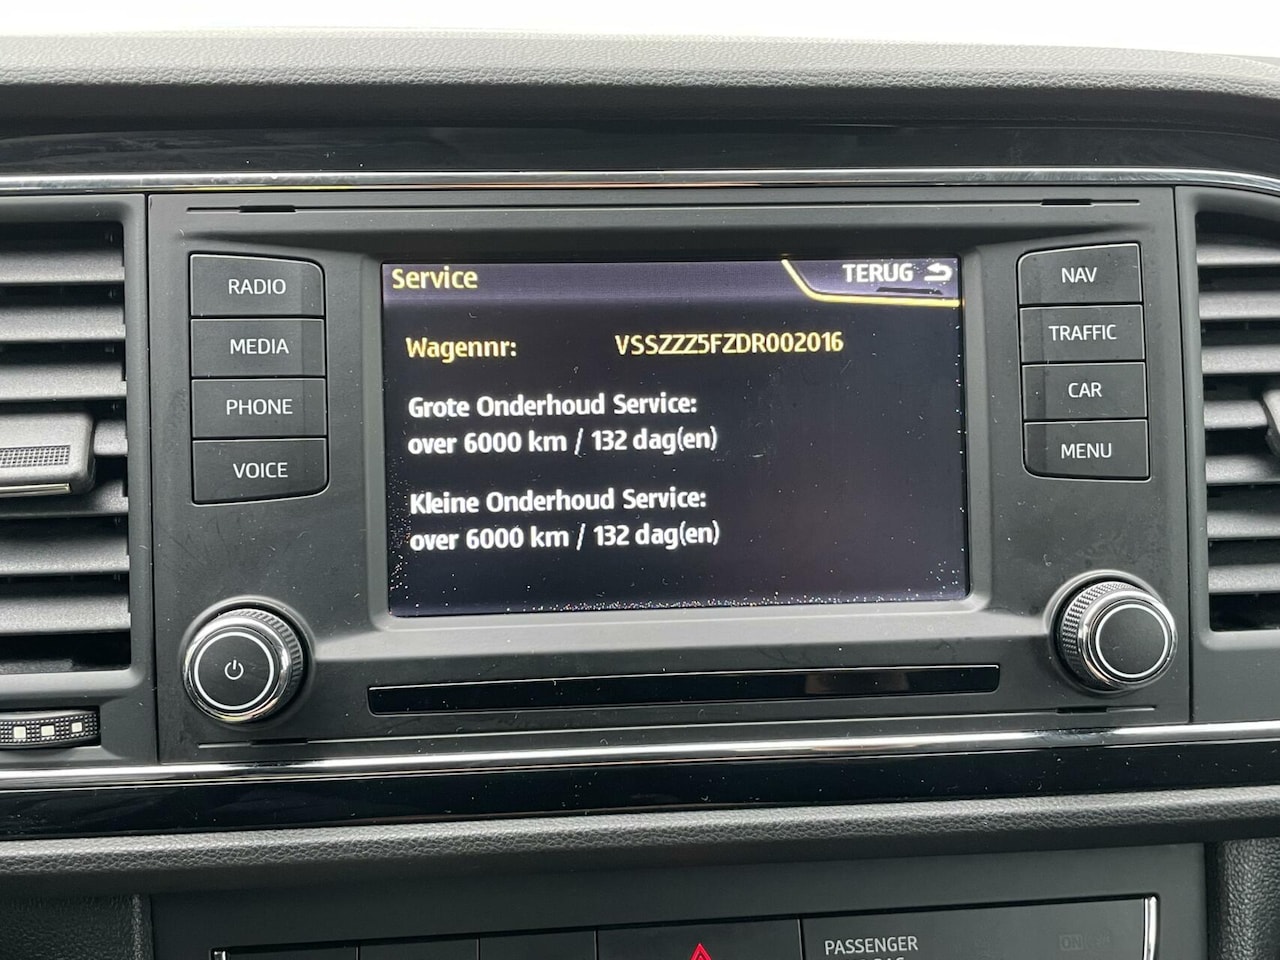 Service
TERUG
RADIO
MEDIA
PHONE
VOICE
Wagennr: VSSZZZ5FZDR002016
Grote Onderhoud Service:
over 6000 km / 132 dag(en)
Kleine Onderhoud Service:
over 6000 km / 132 dag(en)
NAV
TRAFFIC
CAR
MENU
PASSENGER
ON